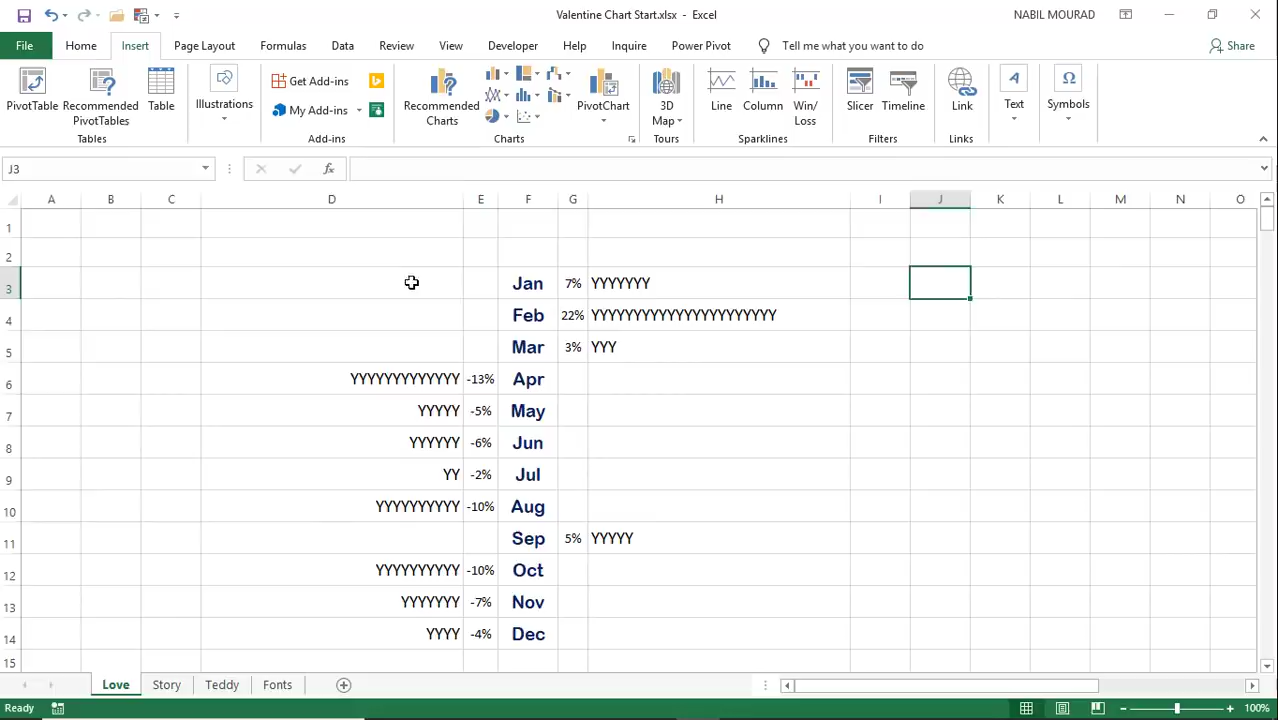 Valentine Chart Start.xlsx - Excel
NABIL MOURAD
File Home Insert Page Layout Formulas Data Review View Developer Help Inquire Power Pivot Tell me what you want to do Share
PivotTable
Recommended PivotTables
Table
Tables
Illustrations
Get Add-ins
My Add-ins
Add-ins
Recommended Charts
PivotChart
Charts
3D Map
Tours
Line
Column
Win/Loss
Sparklines
Slicer
Timeline
Filters
Link
Links
Text
Symbols
J3
fx
A B C D E F G H I J K L M N O
1
2
3 Jan 7% YYYYYYY
4 Feb 22% YYYYYYYYYYYYYYYYYYYYYY
5 Mar 3% YYY
6 YYYYYYYYYYYYY -13% Apr
7 YYYYY -5% May
8 YYYYYY -6% Jun
9 YY -2% Jul
10 YYYYYYYYYY -10% Aug
11 Sep 5% YYYYY
12 YYYYYYYYYY -10% Oct
13 YYYYYYY -7% Nov
14 YYYY -4% Dec
15
Love Story Teddy Fonts
Ready
100%